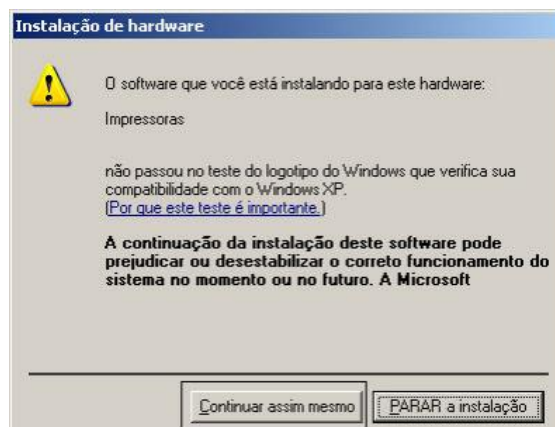 Instalação de hardware
O software que você está instalando para este hardware:
Impressoras
não passou no teste do logotipo do Windows que verifica sua
compatibilidade com o Windows XP.
(Por que este teste é importante.)
A continuação da instalação deste software pode
prejudicar ou desestabilizar o correto funcionamento do
sistema no momento ou no futuro. A Microsoft
Continuar assim mesmo PARAR a instalação